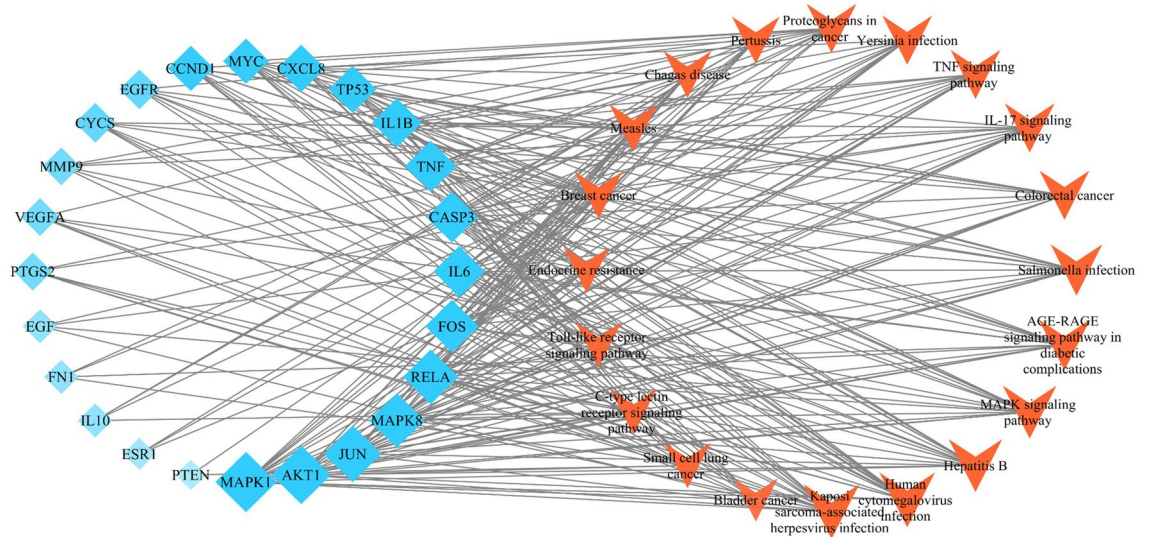 CCND1
MYC
CXCL8
TP53
IL1B
TNF
CASP3
IL6
FOS
RELA
MAPK8
JUN
AKT1
MAPK1
PTEN
ESR1
IL10
FN1
EGF
PTGS2
VEGFA
MMP9
CYCS
EGFR
Proteoglycans in
cancer
Yersinia infection
TNF signaling
pathway
IL-17 signaling
pathway
Colorectal cancer
Salmonella infection
AGE-RAGE
signaling pathway in
diabetic
complications
MAPK signaling
pathway
Hepatitis B
Human
cytomegalovirus
infection
Kaposi
sarcoma-associated
herpesvirus infection
Bladder cancer
Small cell lung
cancer
C-type lectin
receptor signaling
pathway
Toll-like receptor
signaling pathway
Endocrine resistance
Breast cancer
Measles
Chagas disease
Pertussis